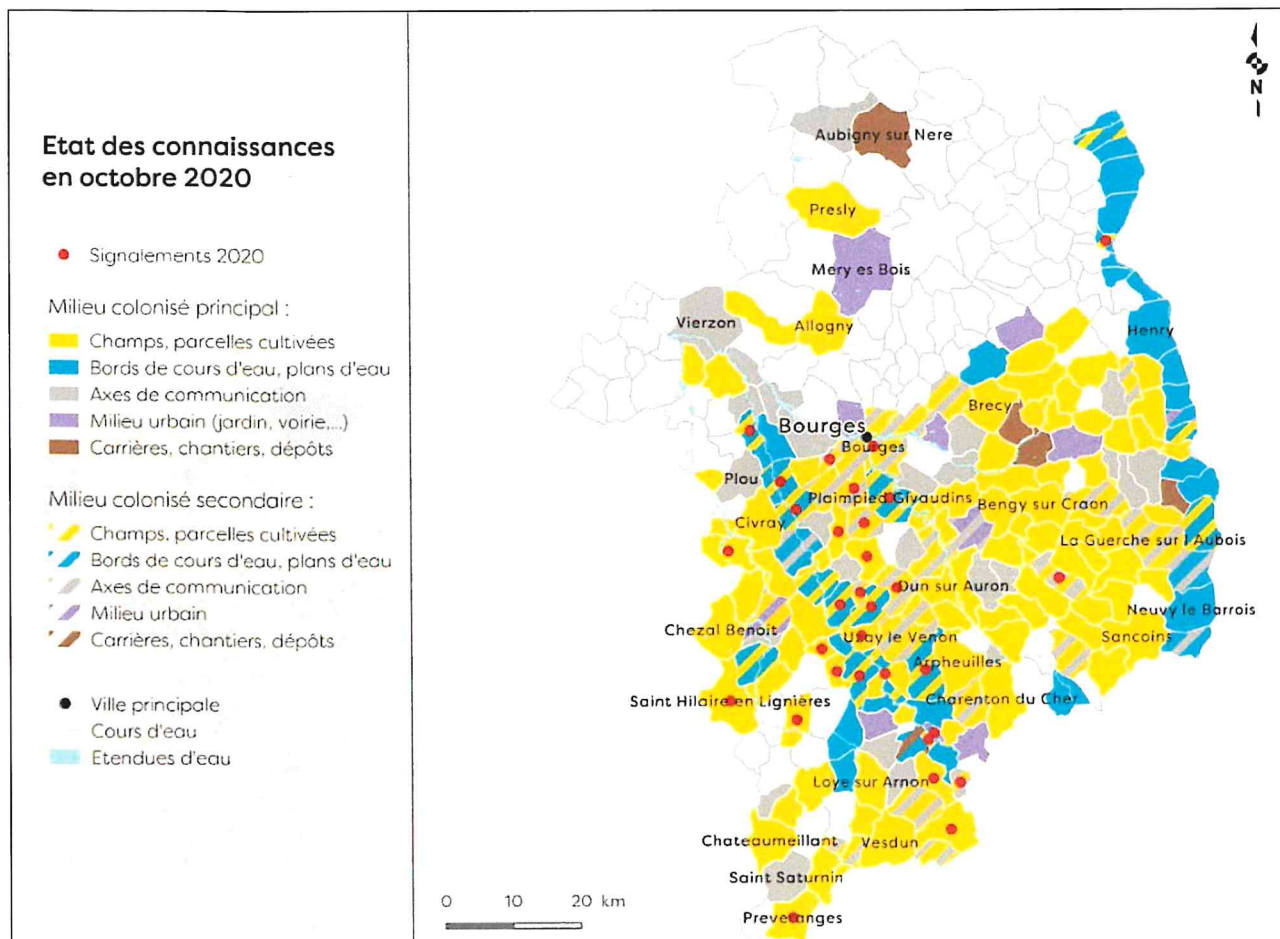 Etat des connaissances
en octobre 2020
Signalements 2020
Milieu colonisé principal :
Champs, parcelles cultivées
Bords de cours d'eau, plans d'eau
Axes de communication
Milieu urbain (jardin, voirie,...)
Carrières, chantiers, dépôts
Milieu colonisé secondaire :
Champs, parcelles cultivées
Bords de cours d'eau, plans d'eau
Axes de communication
Milieu urbain
Carrières, chantiers, dépôts
Ville principale
Cours d'eau
Etendues d'eau
N
Aubigny sur Nere
Presly
Mery es Bois
Vierzon
Allogny
Henry
Brecy
Bourges
Bourges
Plou
Plaimpied Givaudins
Bengy sur Craon
Civray
La Guerche sur l Aubois
Dun sur Auron
Neuvy le Barrois
Chezal Benoit
Uzay le Venon
Sancoins
Arpheuilles
Saint Hilaire en Lignières
Charenton du Cher
Loye sur Arnon
Chateaumeillant
Vesdun
Saint Saturnin
Preveranges
0 10 20 km